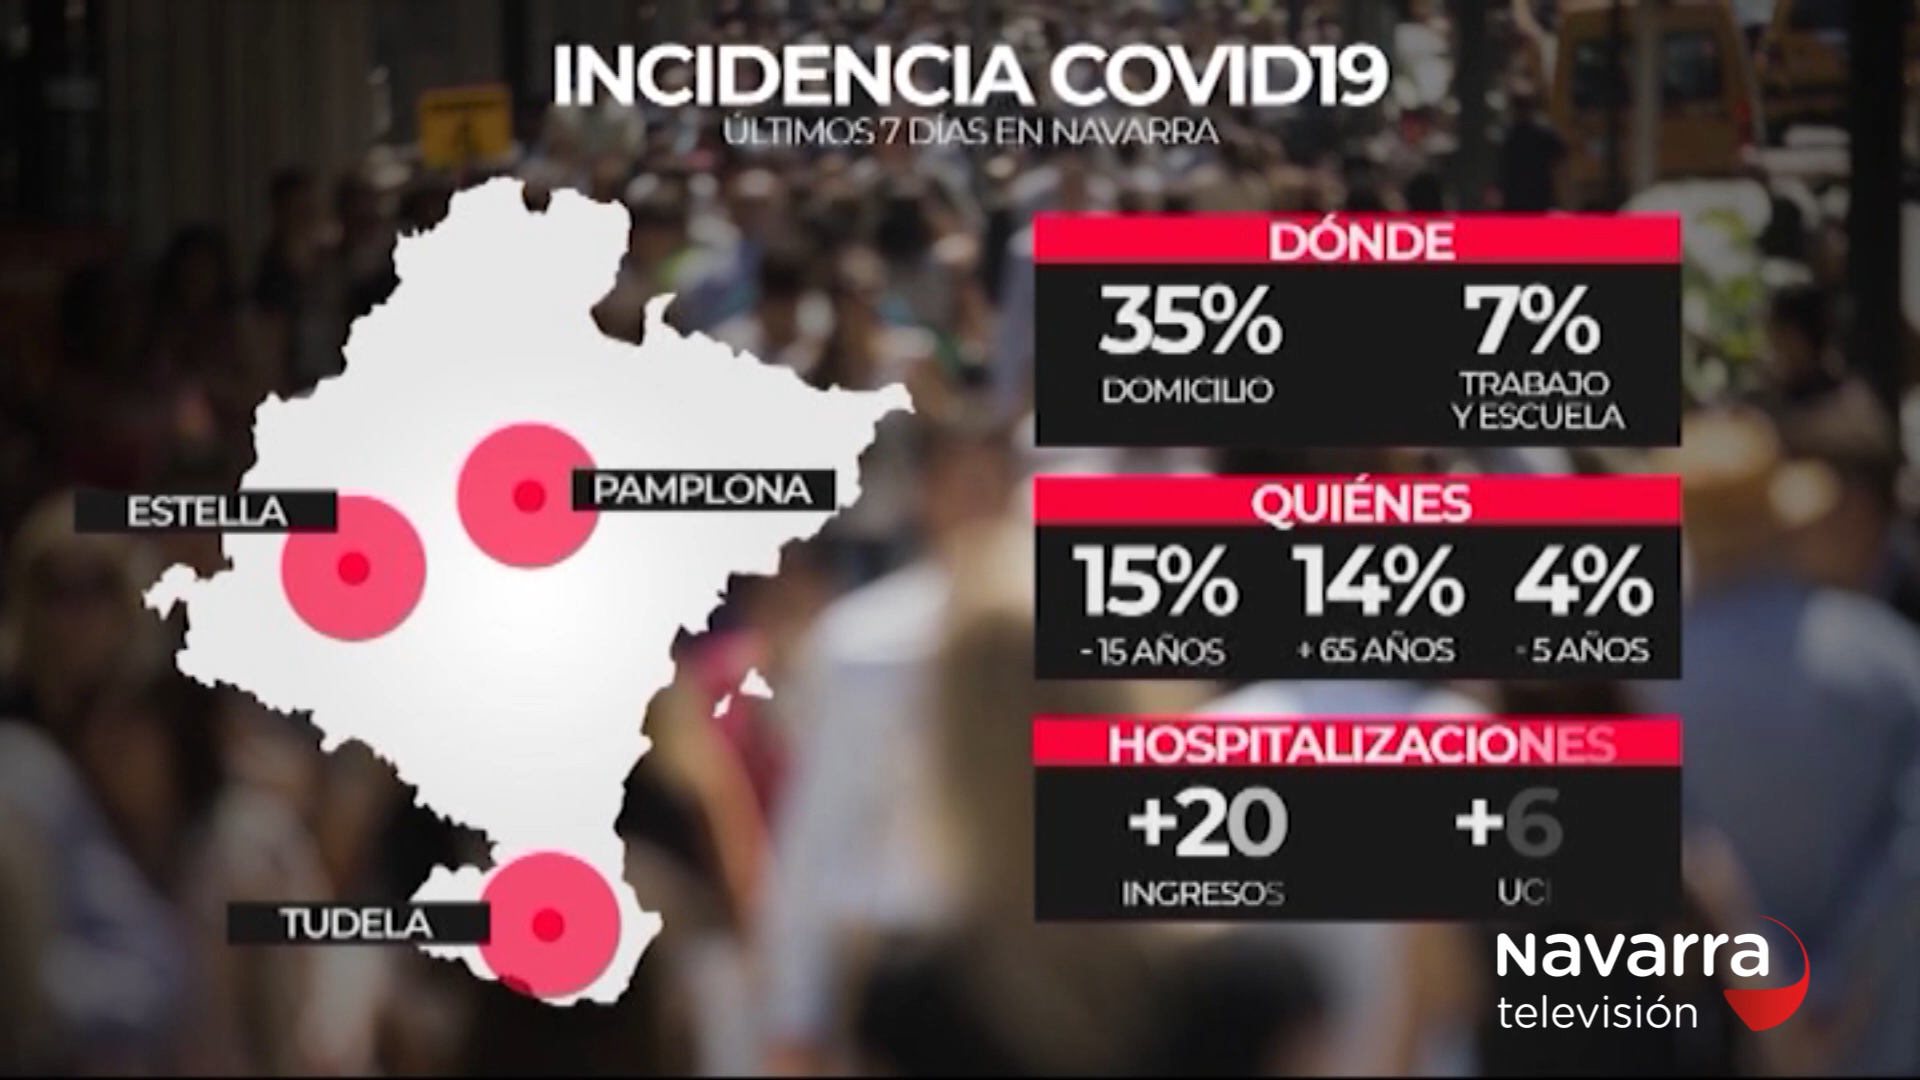 INCIDENCIA COVID19
ÚLTIMOS 7 DÍAS EN NAVARRA
ESTELLA
PAMPLONA
TUDELA
DÓNDE
35%
DOMICILIO
7%
TRABAJO
Y ESCUELA
QUIÉNES
15%
- 15 AÑOS
14%
+ 65 AÑOS
4%
- 5 AÑOS
HOSPITALIZACIONES
+20
INGRESOS
+6
UCI
Navarra
televisión